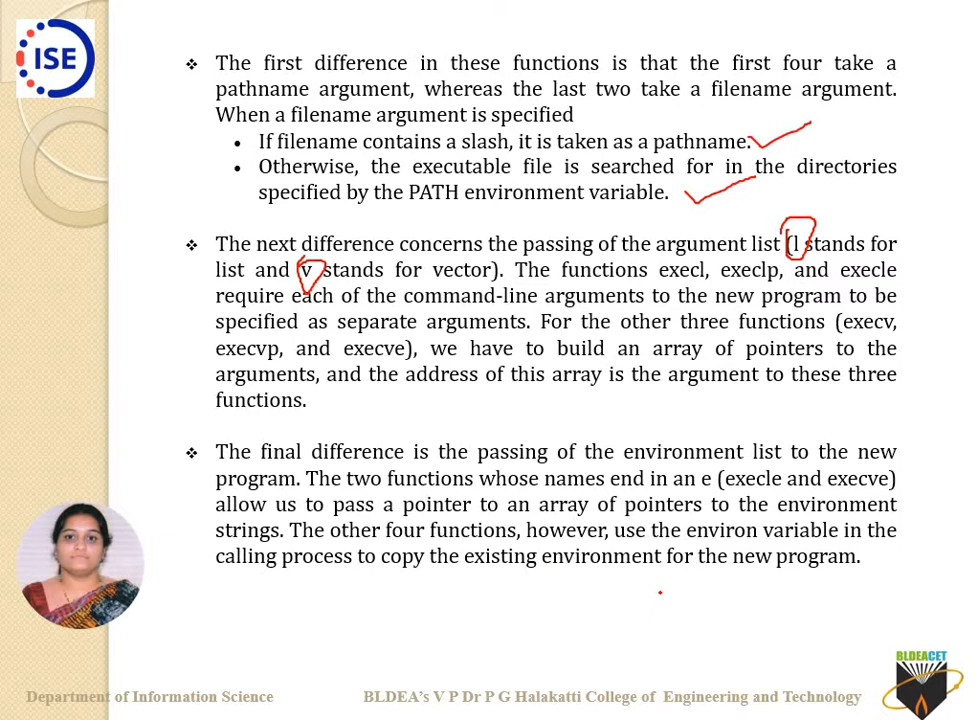 ISE
❖ The first difference in these functions is that the first four take a
pathname argument, whereas the last two take a filename argument.
When a filename argument is specified
• If filename contains a slash, it is taken as a pathname.
• Otherwise, the executable file is searched for in the directories
specified by the PATH environment variable.
❖ The next difference concerns the passing of the argument list (l stands for
list and v stands for vector). The functions execl, execlp, and execle
require each of the command-line arguments to the new program to be
specified as separate arguments. For the other three functions (execv,
execvp, and execve), we have to build an array of pointers to the
arguments, and the address of this array is the argument to these three
functions.
❖ The final difference is the passing of the environment list to the new
program. The two functions whose names end in an e (execle and execve)
allow us to pass a pointer to an array of pointers to the environment
strings. The other four functions, however, use the environ variable in the
calling process to copy the existing environment for the new program.
BLDEACET
Department of Information Science BLDEA’s V P Dr P G Halakatti College of Engineering and Technology